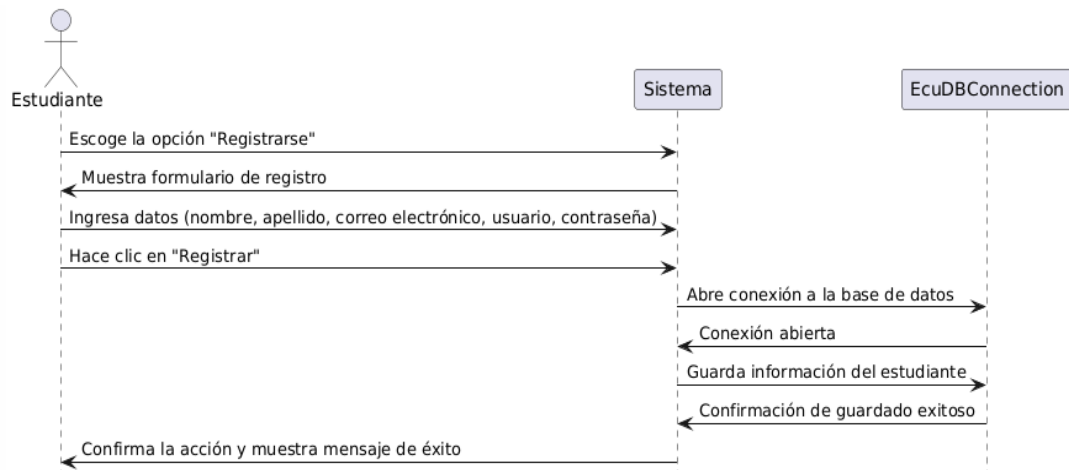 Estudiante
Sistema
EcuDBConnection
Escoge la opción "Registrarse"
Muestra formulario de registro
Ingresa datos (nombre, apellido, correo electrónico, usuario, contraseña)
Hace clic en "Registrar"
Abre conexión a la base de datos
Conexión abierta
Guarda información del estudiante
Confirmación de guardado exitoso
Confirma la acción y muestra mensaje de éxito